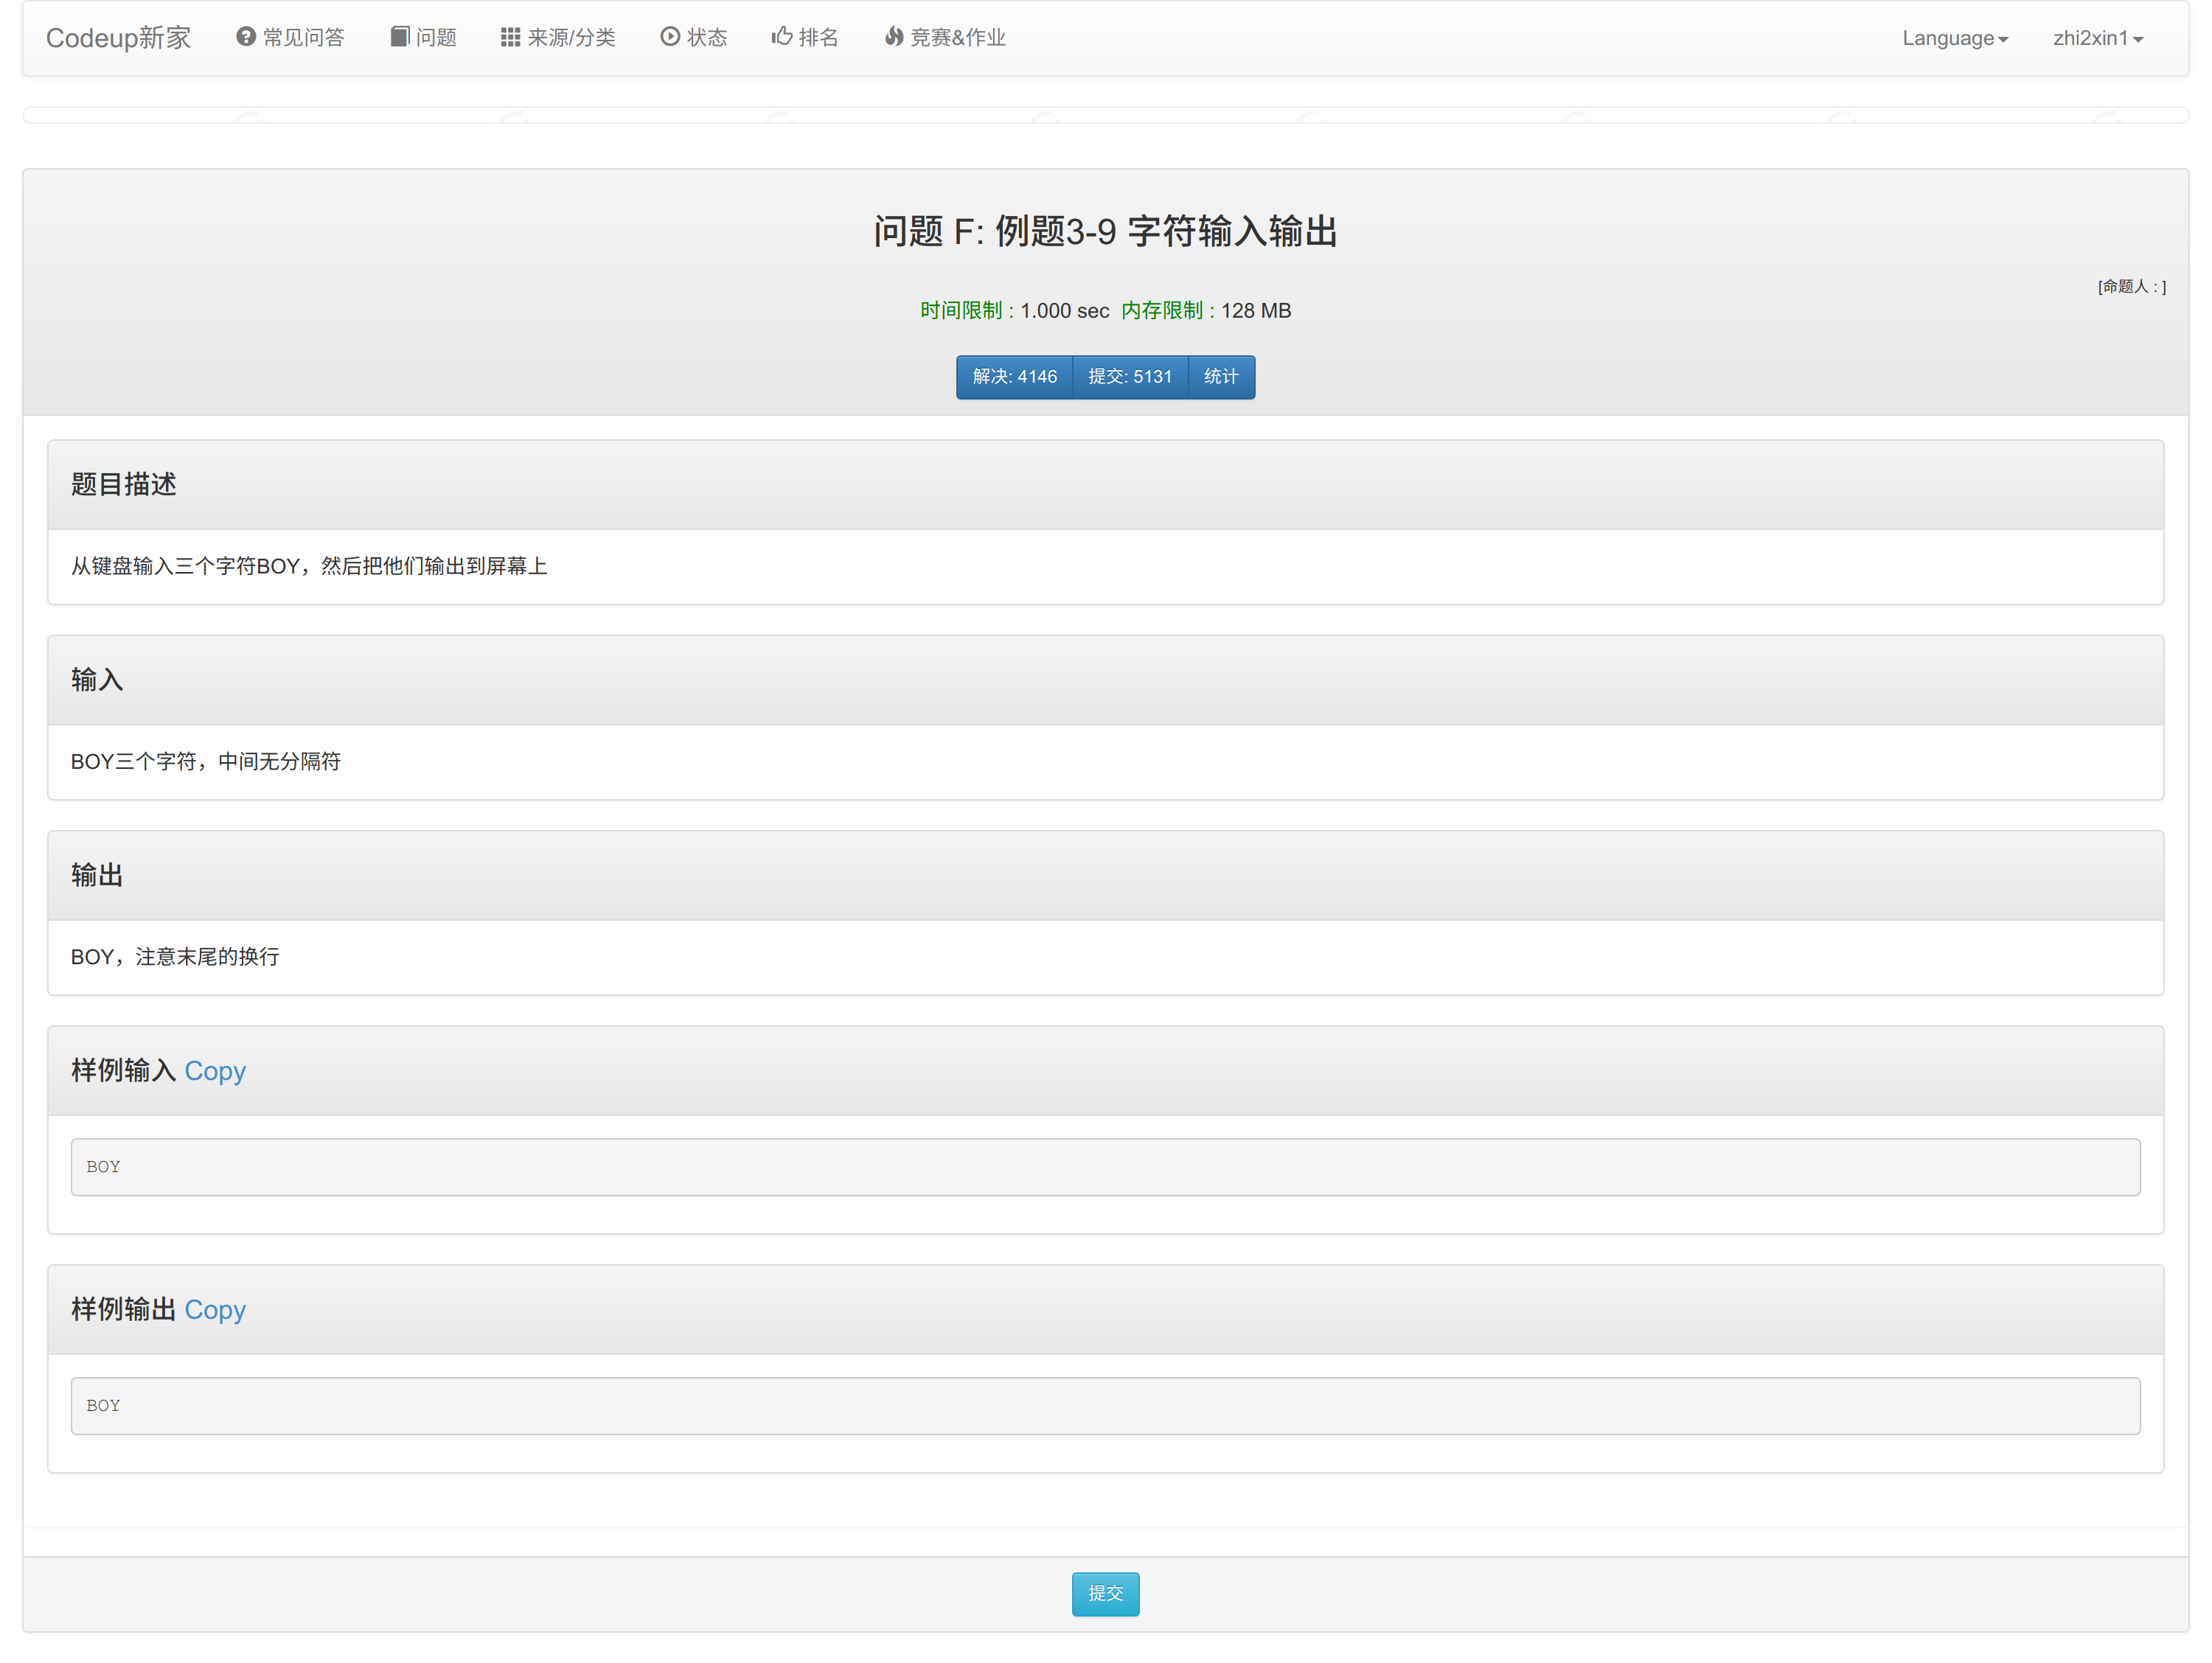 Codeup新家 常见问答 问题 来源/分类 状态 排名 竞赛&作业 Language zhi2xin1
问题 F: 例题3-9 字符输入输出
[命题人 : ]
时间限制 : 1.000 sec 内存限制 : 128 MB
解决: 4146 提交: 5131 统计
题目描述
从键盘输入三个字符BOY，然后把他们输出到屏幕上
输入
BOY三个字符，中间无分隔符
输出
BOY，注意末尾的换行
样例输入 Copy
BOY
样例输出 Copy
BOY
提交